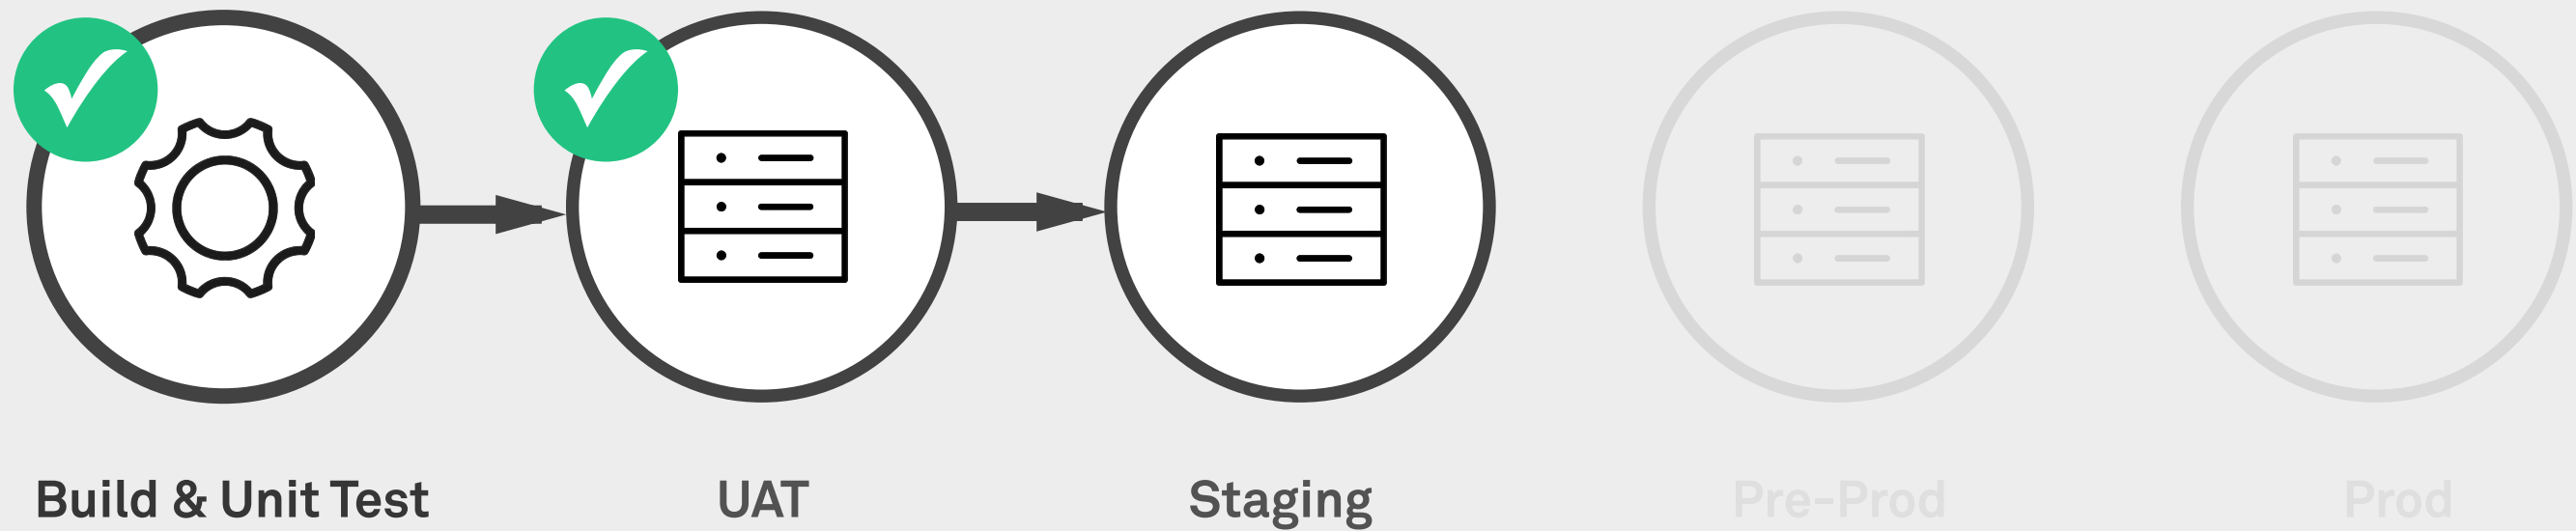 Build & Unit Test
UAT
Staging
Pre-Prod
Prod